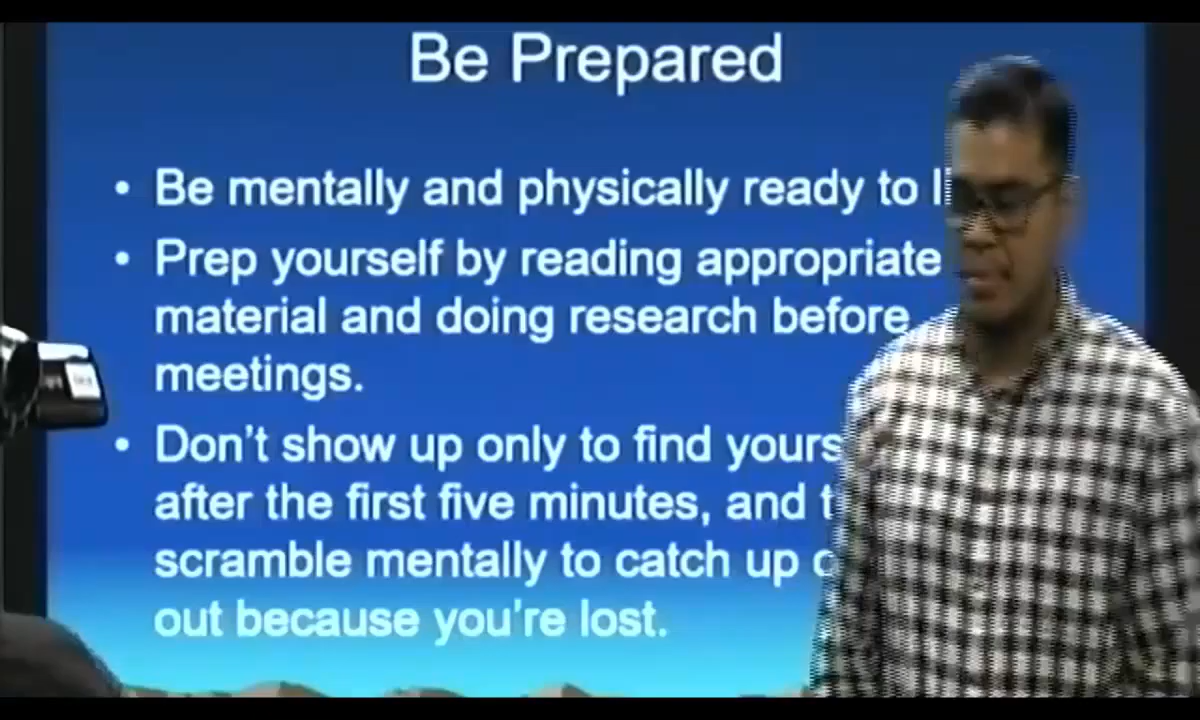 Be Prepared
• Be mentally and physically ready to
• Prep yourself by reading appropriate
material and doing research before
meetings.
• Don't show up only to find
after the first five minutes, and
scramble mentally to catch up
out because you're lost.